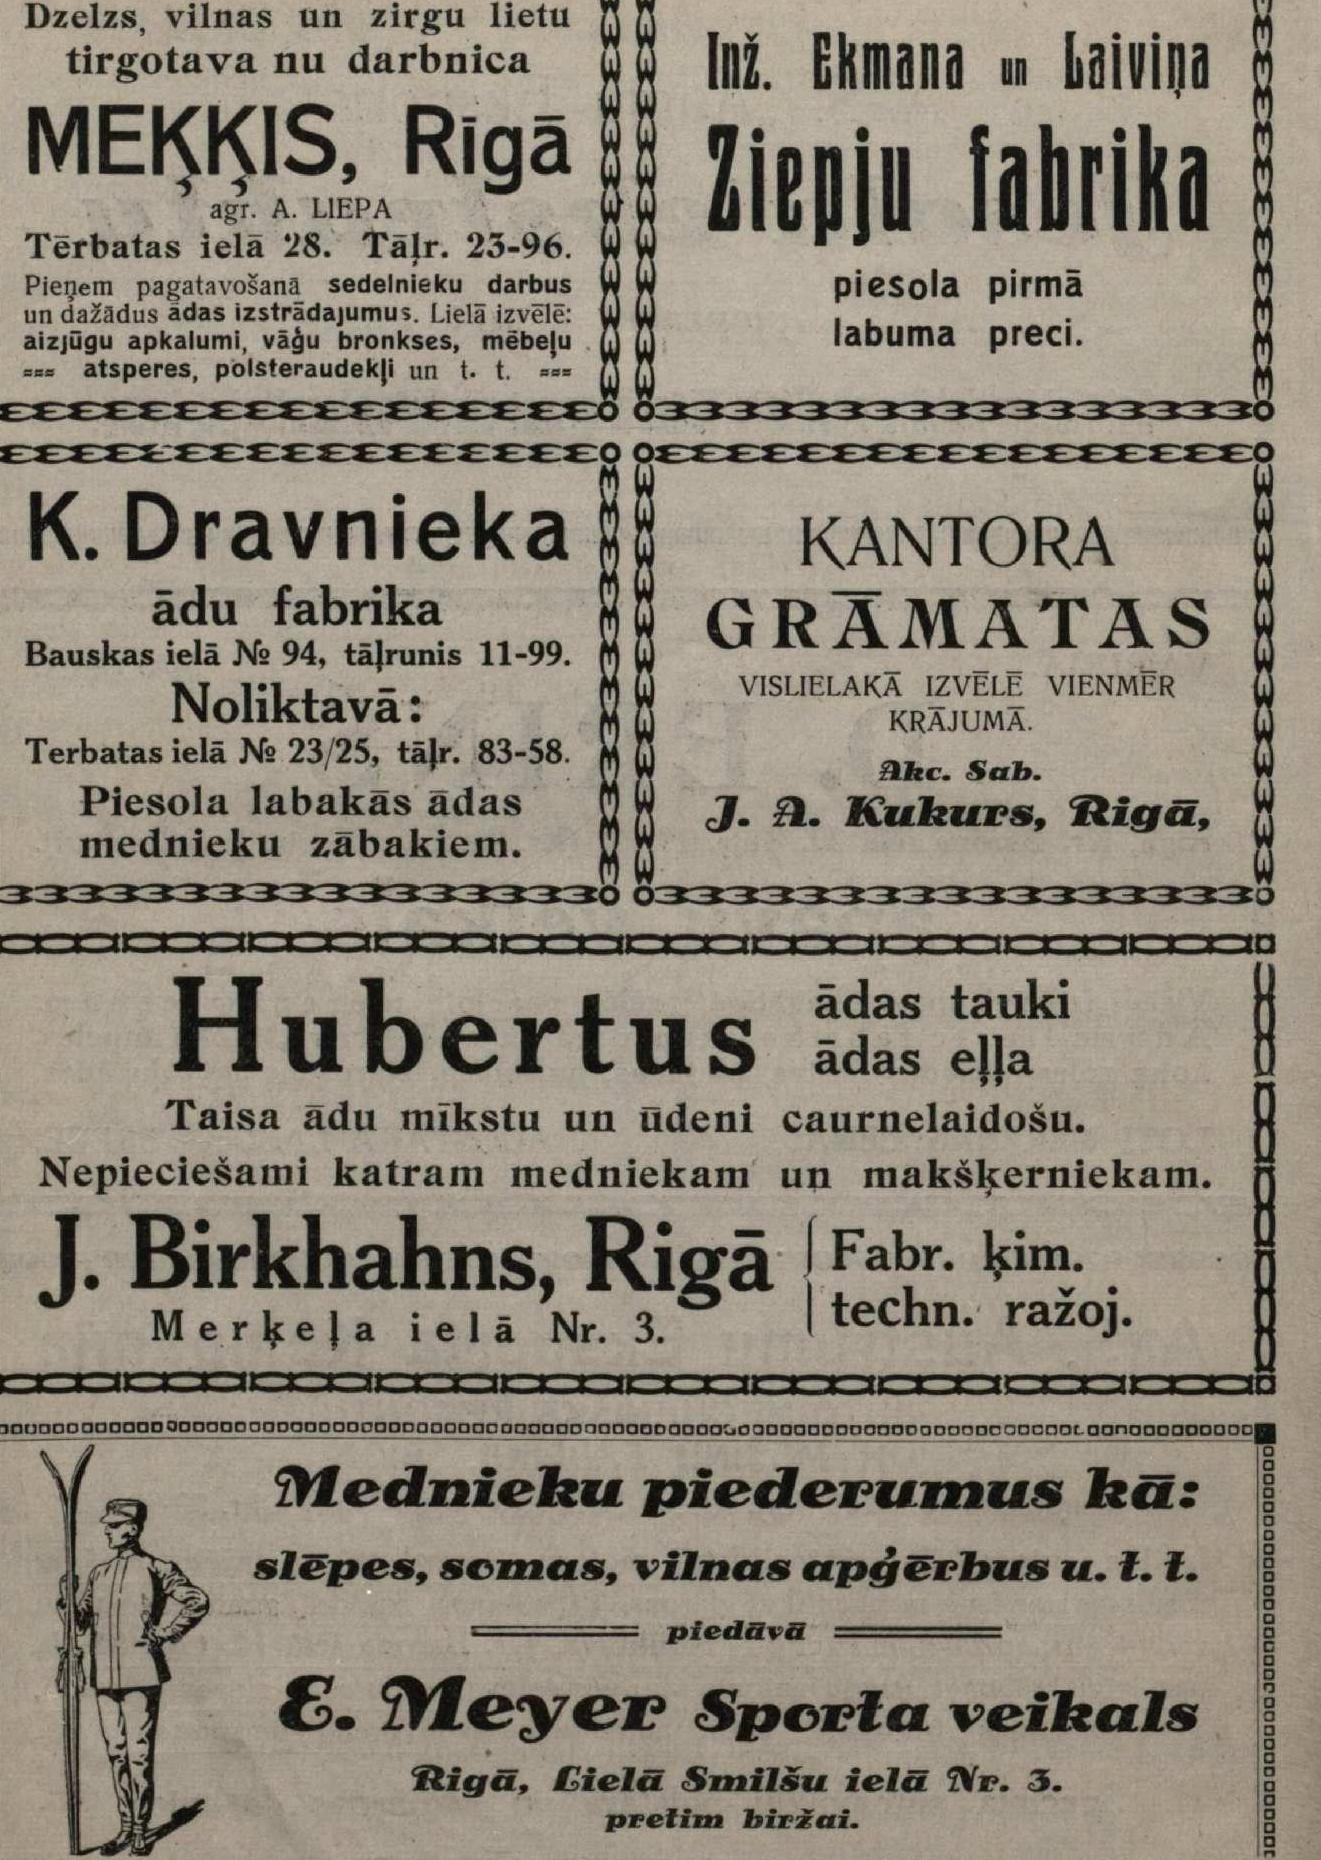 Dzelzs, vilnas un zirgu lietu
tirgotava nu darbnica
MEĶĶIS, Rīgā
agr. A. LIEPA
Tērbatas ielā 28. Tāļr. 23-96.
Pieņem pagatavošanā sedelnieku darbus
un dažādus ādas izstrādajumus. Lielā izvēlē:
aizjūgu apkalumi, vāģu bronkses, mēbeļu
=== atsperes, polsteraudekļi un t. t. ===
Inž. Ekmana un Laiviņa
Ziepju fabrika
piesola pirmā
labuma preci.
K. Dravnieka
ādu fabrika
Bauskas ielā № 94, tāļrunis 11-99.
Noliktavā:
Terbatas ielā № 23/25, tāļr. 83-58.
Piesola labakās ādas
mednieku zābakiem.
KANTORA
GRĀMATAS
VISLIELAKĀ IZVĒLĒ VIENMĒR
KRĀJUMĀ.
Akc. Sab.
J. A. Kukurs, Rigā,
Hubertus
ādas tauki
ādas eļļa
Taisa ādu mīkstu un ūdeni caurnelaidošu.
Nepieciešami katram medniekam un makšķerniekam.
J. Birkhahns, Rigā
Merķeļa ielā Nr. 3.
Fabr. ķim.
techn. ražoj.
Mednieku piederumus kā:
slēpes, somas, vilnas apģērbus u. t. t.
piedāvā
E. Meyer Sporta veikals
Rigā, Lielā Smilšu ielā Nr. 3.
pretim biržai.